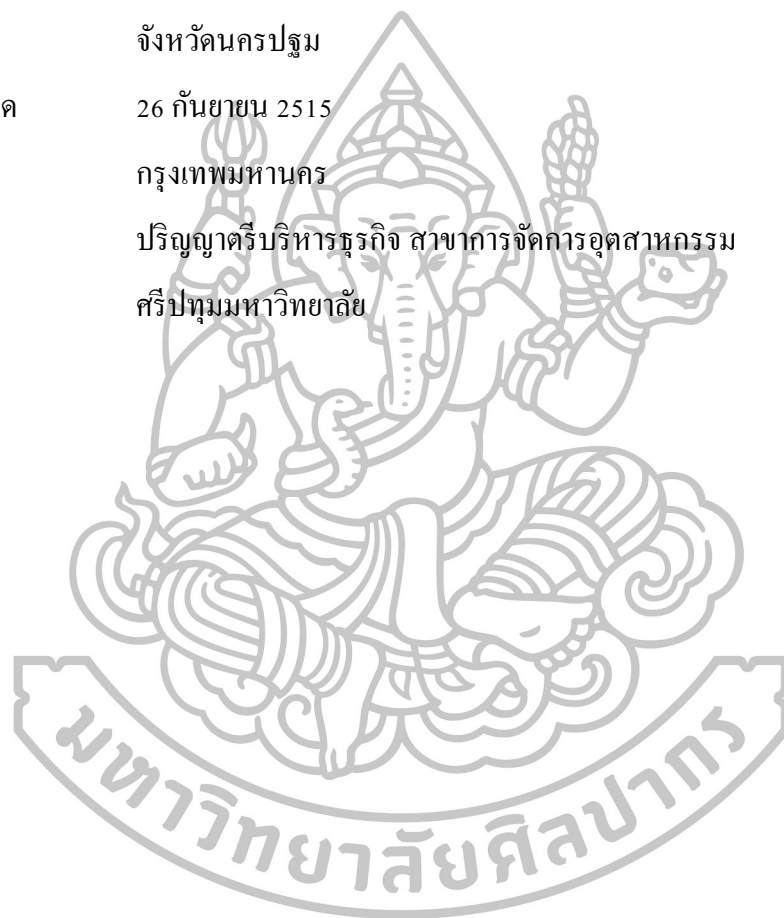 จังหวัดนครปฐม
ด 26 กันยายน 2515
กรุงเทพมหานคร
ปริญญาตรีบริหารธุรกิจ สาขาการจัดการอุตสาหกรรม
ศรีปทุมมหาวิทยาลัย
มหาวิทยาลัยศิลปากร